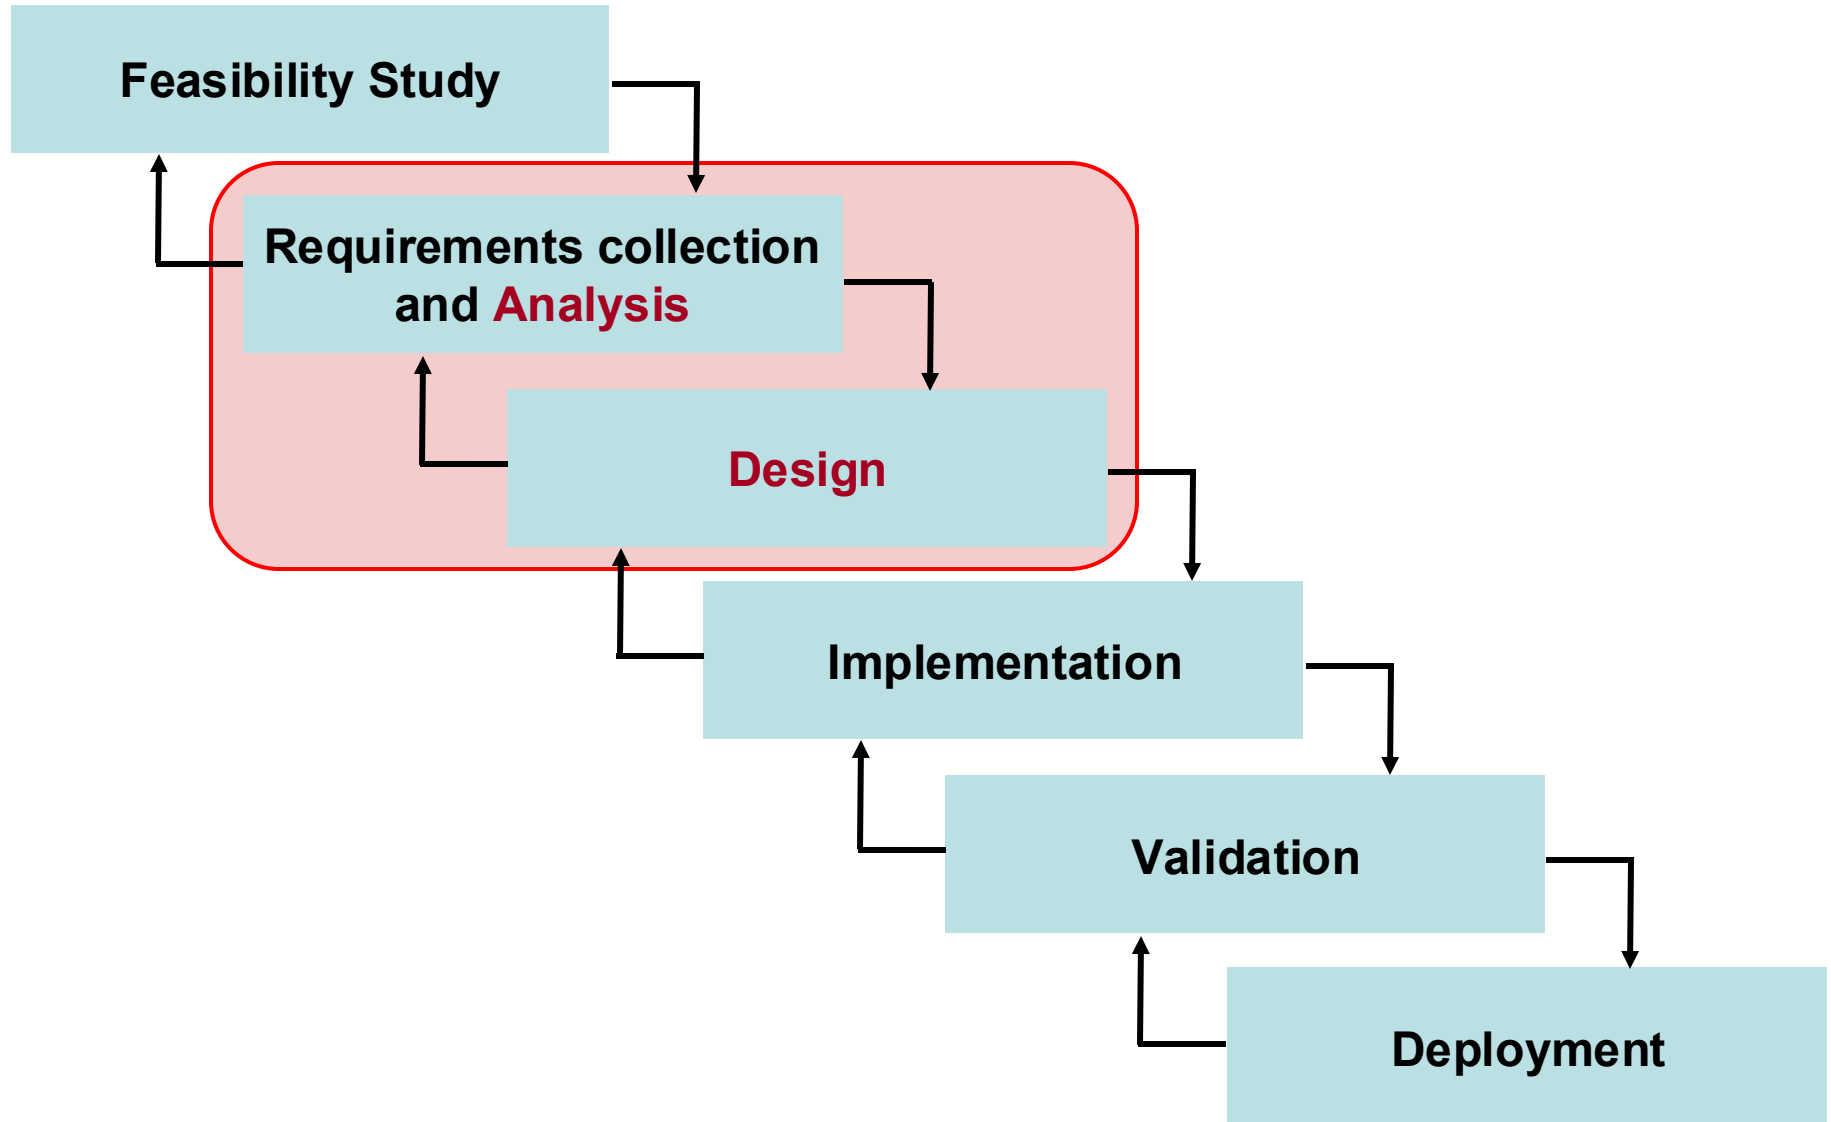 Feasibility Study
Requirements collection
and Analysis
Design
Implementation
Validation
Deployment